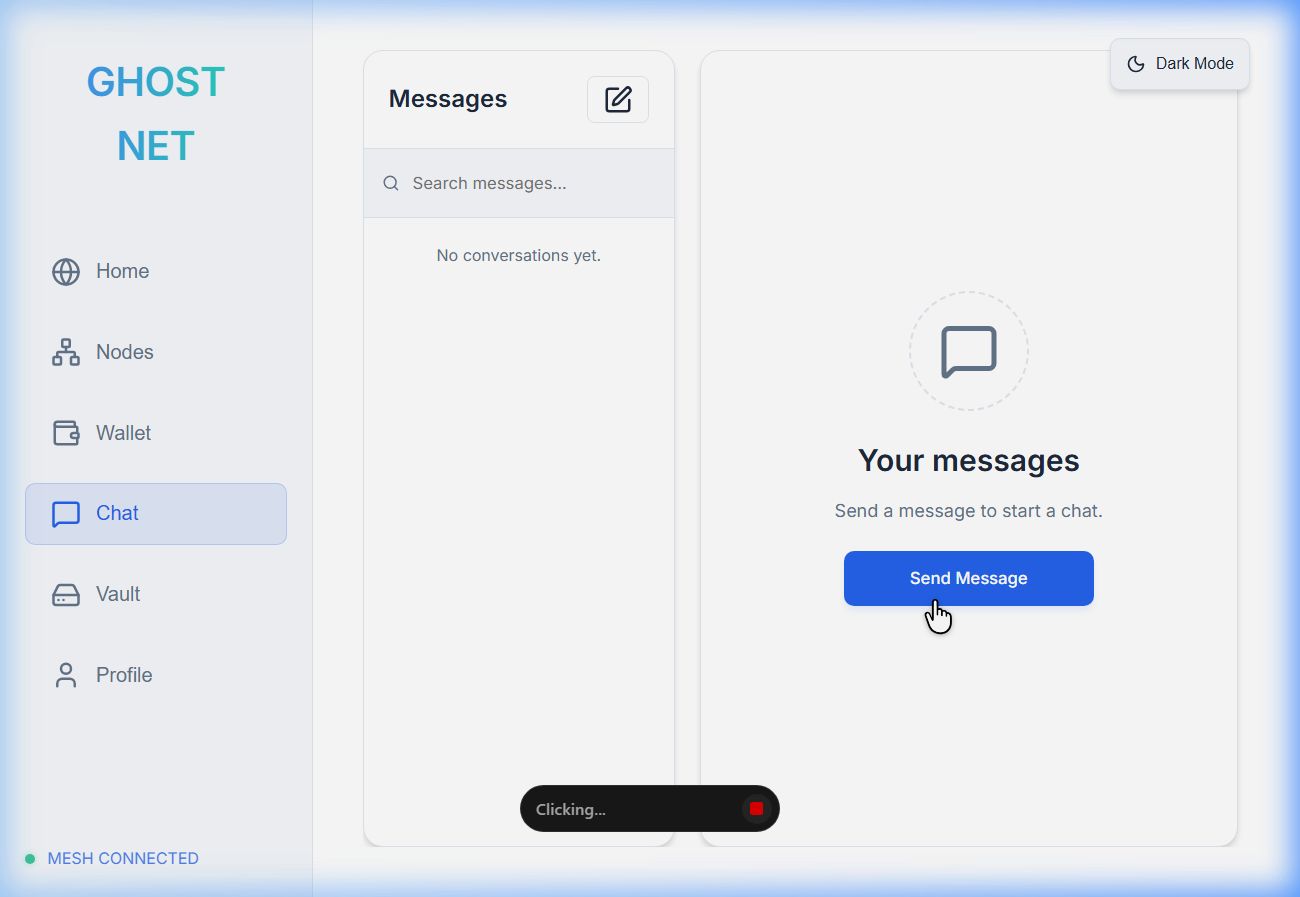 GHOST
NET
Home
Nodes
Wallet
Chat
Vault
Profile
MESH CONNECTED
Messages
Search messages...
No conversations yet.
Dark Mode
Your messages
Send a message to start a chat.
Send Message
Clicking...